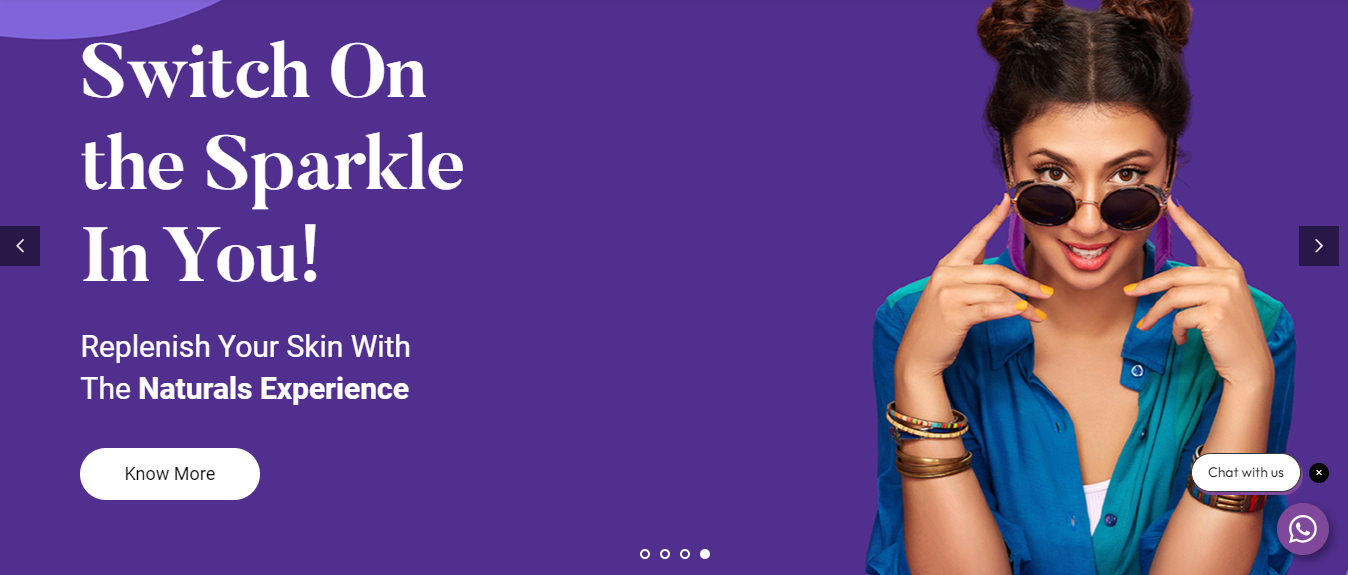 Switch On
the Sparkle
In You!
Replenish Your Skin With
The Naturals Experience
Know More
Chat with us